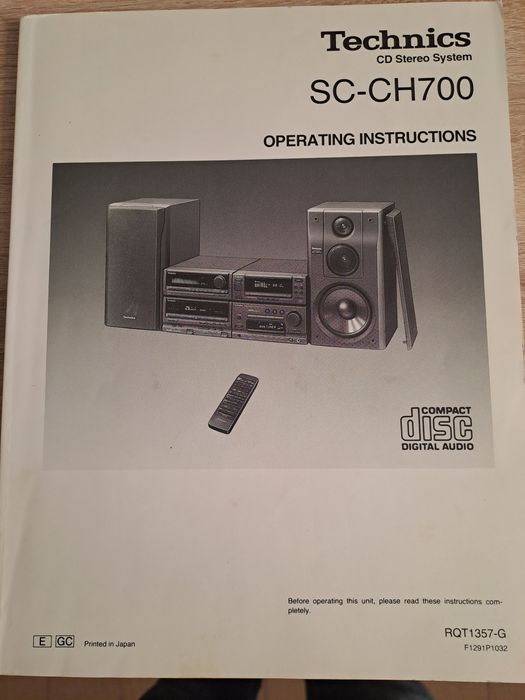 Technics
CD Stereo System
SC-CH700
OPERATING INSTRUCTIONS
Technics
COMPACT
disc
DIGITAL AUDIO
Before operating this unit, please read these instructions com-
pletely.
E GC Printed in Japan
RQT1357-G
F1291P1032